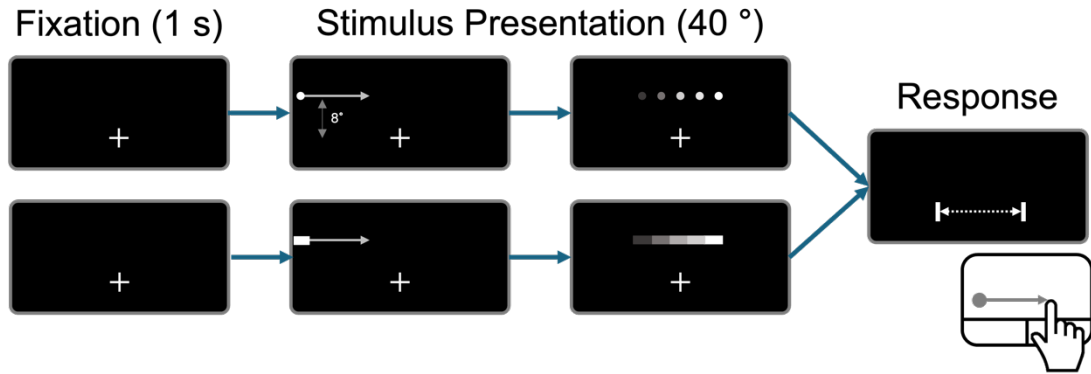 Fixation (1 s)
Stimulus Presentation (40 °)
8°
Response